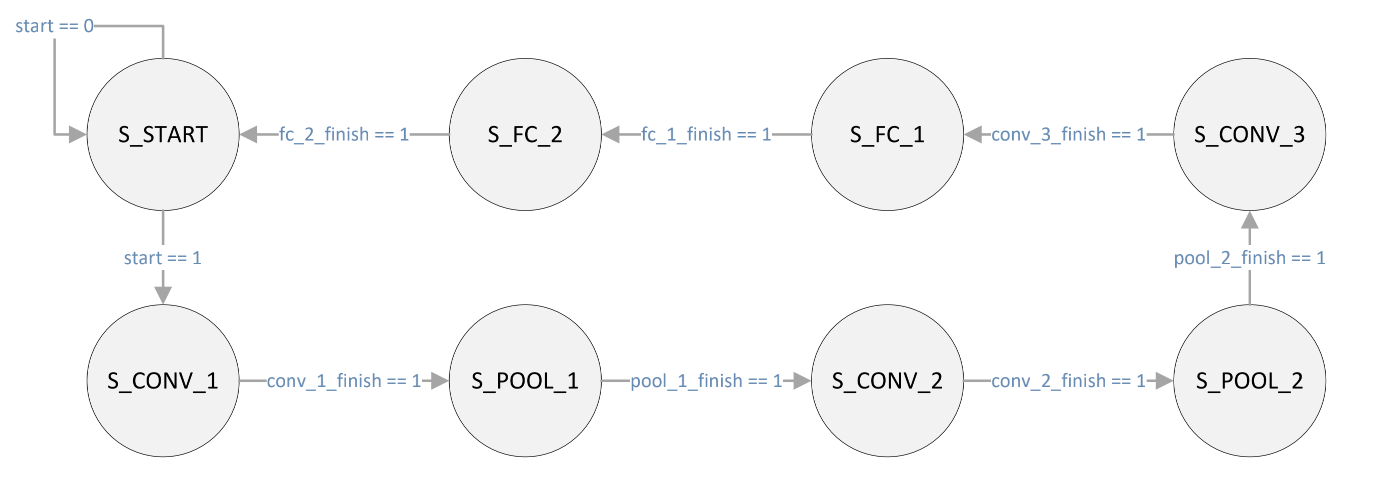 start == 0
S_START
fc_2_finish == 1
S_FC_2
fc_1_finish == 1
S_FC_1
conv_3_finish == 1
S_CONV_3
start == 1
pool_2_finish == 1
S_CONV_1
conv_1_finish == 1
S_POOL_1
pool_1_finish == 1
S_CONV_2
conv_2_finish == 1
S_POOL_2